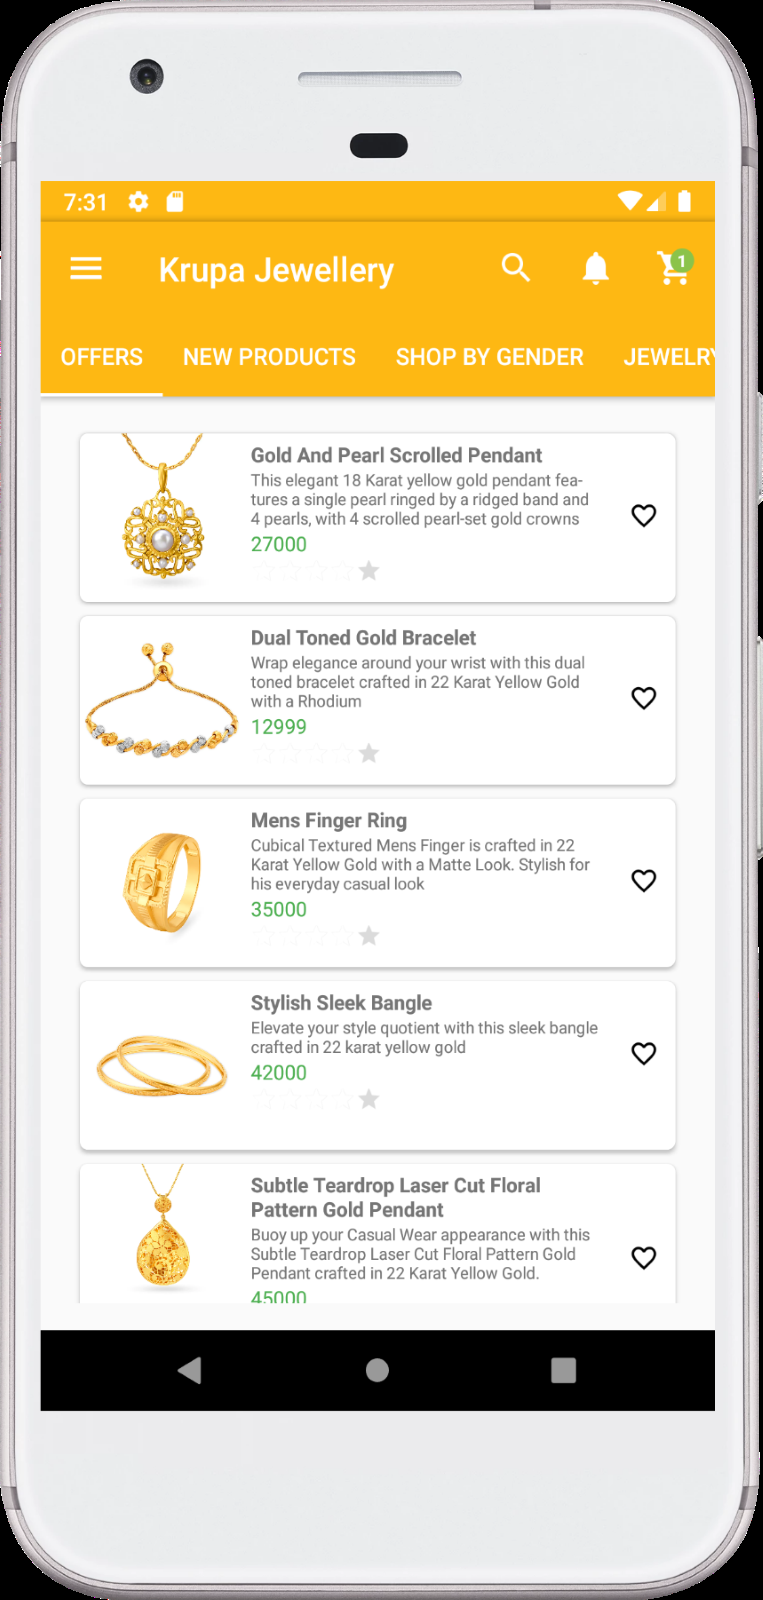 7:31
Krupa Jewellery
1
OFFERS NEW PRODUCTS SHOP BY GENDER JEWELRY
Gold And Pearl Scrolled Pendant
This elegant 18 Karat yellow gold pendant fea-
tures a single pearl ringed by a ridged band and
4 pearls, with 4 scrolled pearl-set gold crowns
27000
Dual Toned Gold Bracelet
Wrap elegance around your wrist with this dual
toned bracelet crafted in 22 Karat Yellow Gold
with a Rhodium
12999
Mens Finger Ring
Cubical Textured Mens Finger is crafted in 22
Karat Yellow Gold with a Matte Look. Stylish for
his everyday casual look
35000
Stylish Sleek Bangle
Elevate your style quotient with this sleek bangle
crafted in 22 karat yellow gold
42000
Subtle Teardrop Laser Cut Floral
Pattern Gold Pendant
Buoy up your Casual Wear appearance with this
Subtle Teardrop Laser Cut Floral Pattern Gold
Pendant crafted in 22 Karat Yellow Gold.
45000